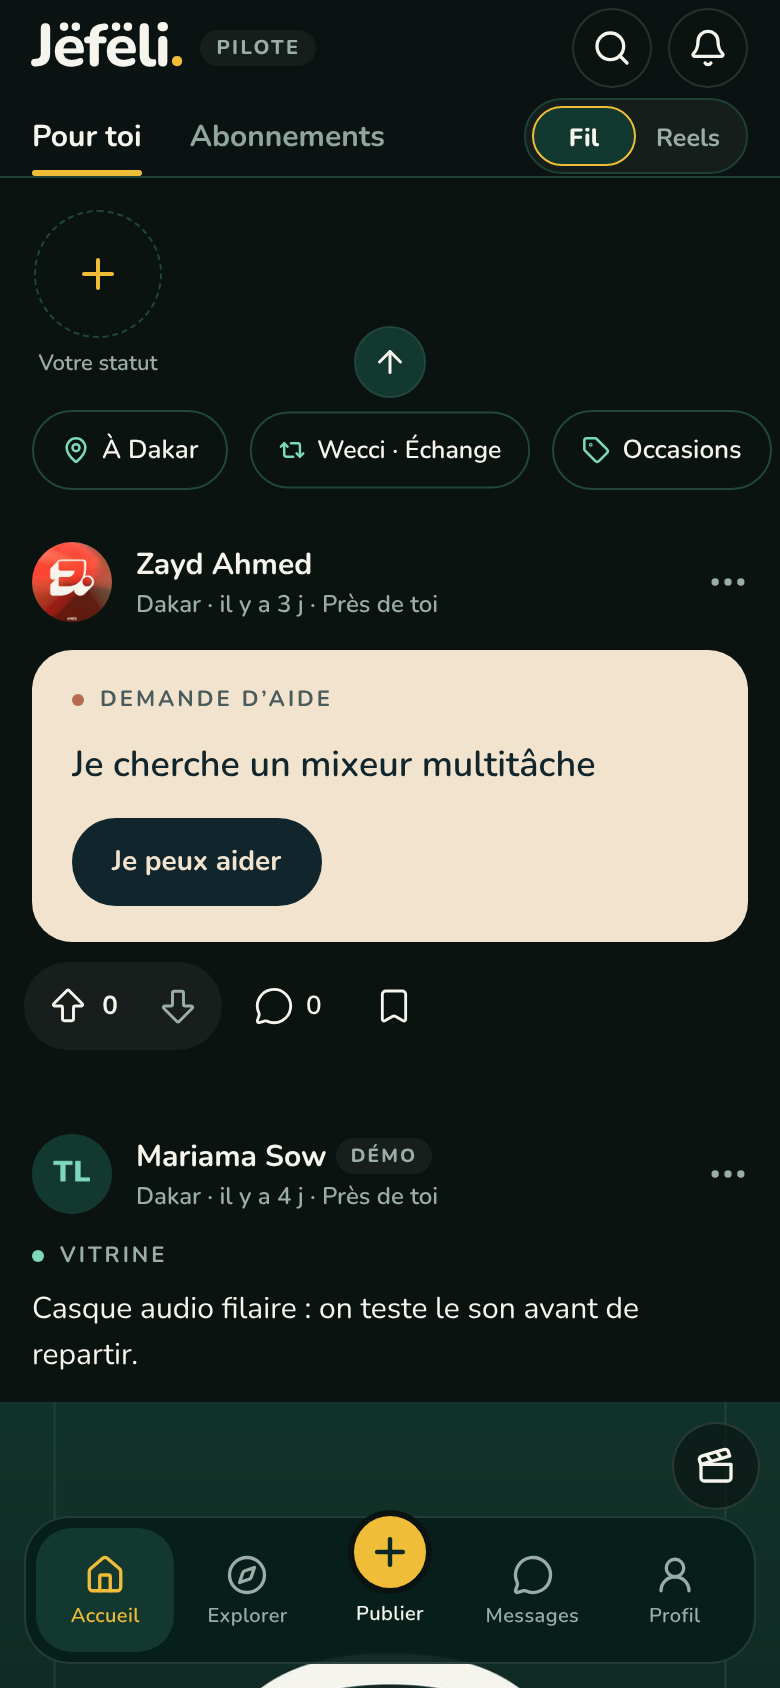 Jëfëli.
PILOTE
Pour toi
Abonnements
Fil
Reels
Votre statut
À Dakar
Wecci · Échange
Occasions
Zayd Ahmed
Dakar · il y a 3 j · Près de toi
DEMANDE D’AIDE
Je cherche un mixeur multitâche
Je peux aider
0
0
TL
Mariama Sow
DÉMO
Dakar · il y a 4 j · Près de toi
VITRINE
Casque audio filaire : on teste le son avant de
repartir.
Accueil
Explorer
Publier
Messages
Profil